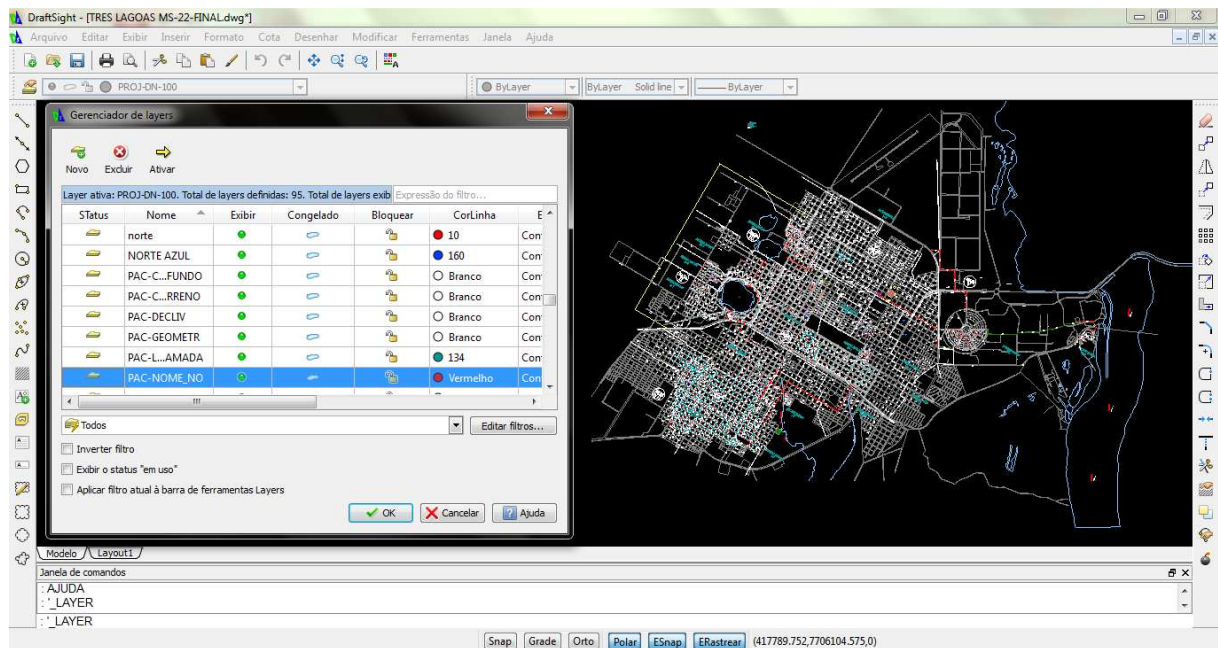 DraftSight - [TRES LAGOAS MS-22-FINAL.dwg*]
Arquivo Editar Exibir Inserir Formato Cota Desenhar Modificar Ferramentas Janela Ajuda
PROJ-DN-100 ByLayer ByLayer Solid line ByLayer
Gerenciador de layers
Novo Excluir Ativar
Layer ativa: PROJ-DN-100. Total de layers definidas: 95. Total de layers exib Expressão do filtro...
STatus Nome Exibir Congelado Bloquear CorLinha E
norte 10 Con
NORTE AZUL 160 Con
PAC-C...FUNDO Branco Con
PAC-C...RRENO Branco Con
PAC-DECLIV Branco Con
PAC-GEOMETR Branco Con
PAC-L...AMADA 134 Con
PAC-NOME_NO Vermelho Con
Todos Editar filtros...
Inverter filtro
Exibir o status "em uso"
Aplicar filtro atual à barra de ferramentas Layers
OK Cancelar Ajuda
Modelo Layout1
Janela de comandos
: AJUDA
: '_LAYER
: '_LAYER
Snap Grade Orto Polar ESnap ERastrear (417789.752,7706104.575,0)